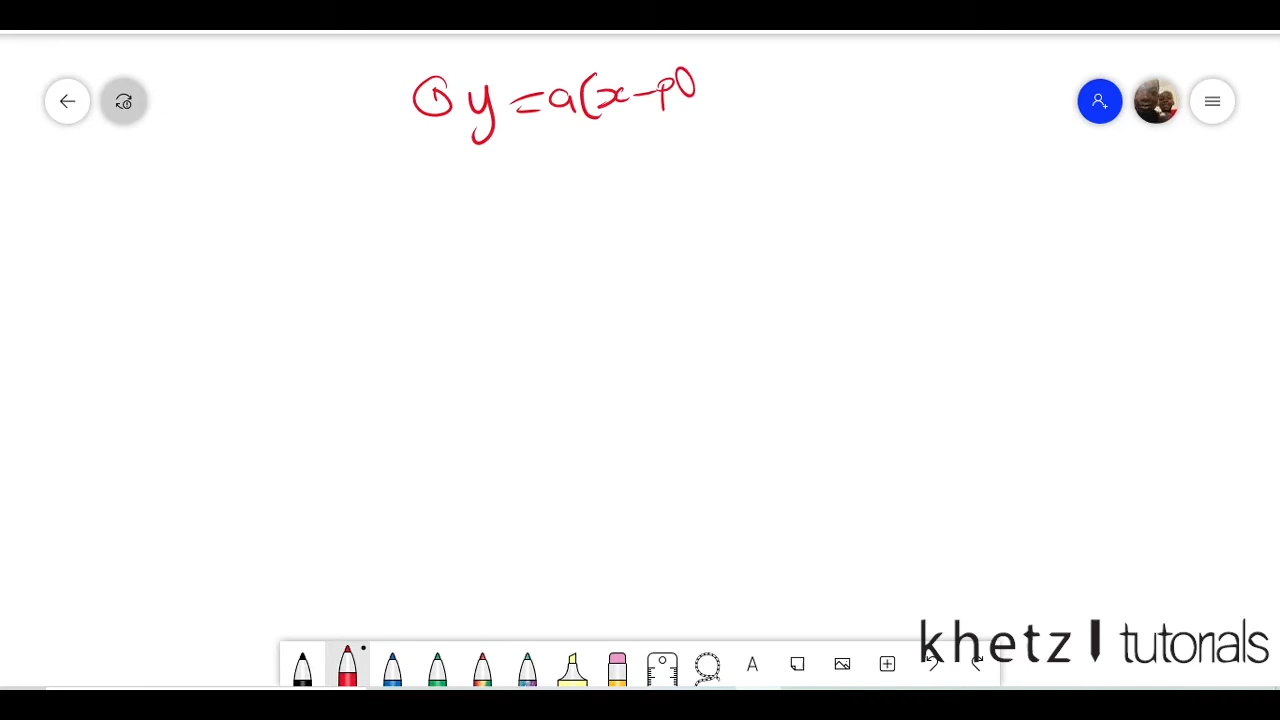 ① y = a(x-p)
A
khetz tutorials